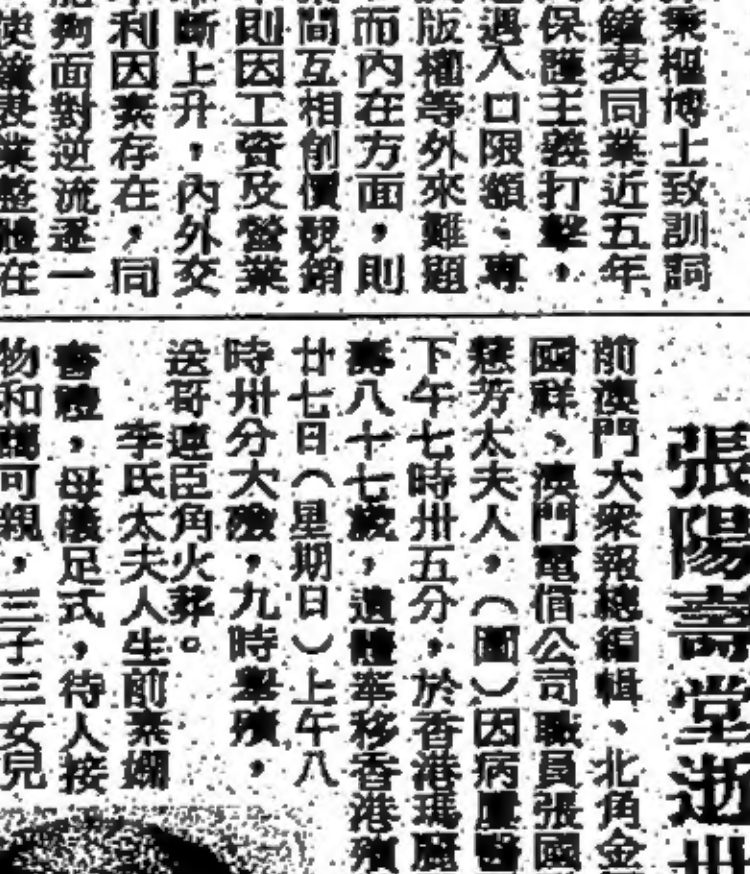 棄樞博士致訓詞
鐘表同業近五年
保護主義打擊，
遇入口限額、專
版權等外來難題
而內在方面，則
間互相削價競銷
則因工資及營業
斷上升，內外交
利因素存在，同
能夠面對逆流逐一
使鐘表業整體在
張陽壽堂逝世
前澳門大眾報總編輯、北角金
國祥、澳門電信公司職員張國
慧芳太夫人，（圖）因病屢醫
下午七時卅五分，於香港瑪麗
壽八十七歲，遺體奉移香港殯
廿七日（星期日）上午八
時卅分大殮，九時舉殯，
送哥連臣角火葬。
李氏太夫人生前素嫻
書禮，母儀足式，待人接
物和藹可親，三子三女兒